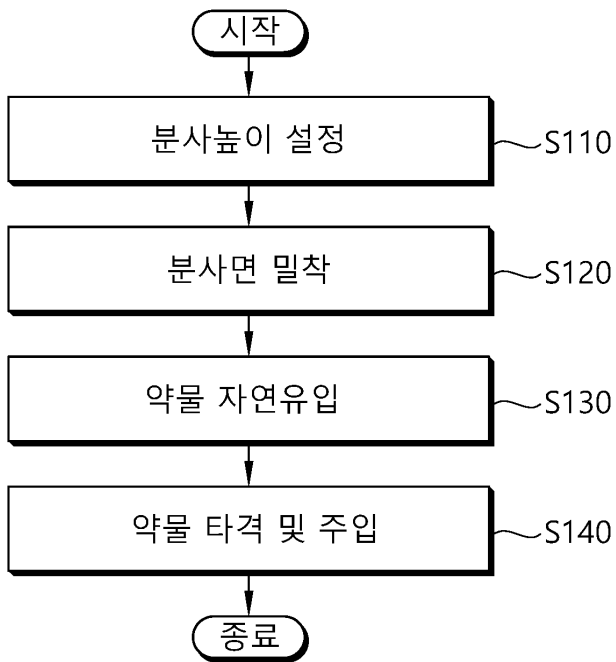 시작
분사높이 설정
S110
분사면 밀착
S120
약물 자연유입
S130
약물 타격 및 주입
S140
종료